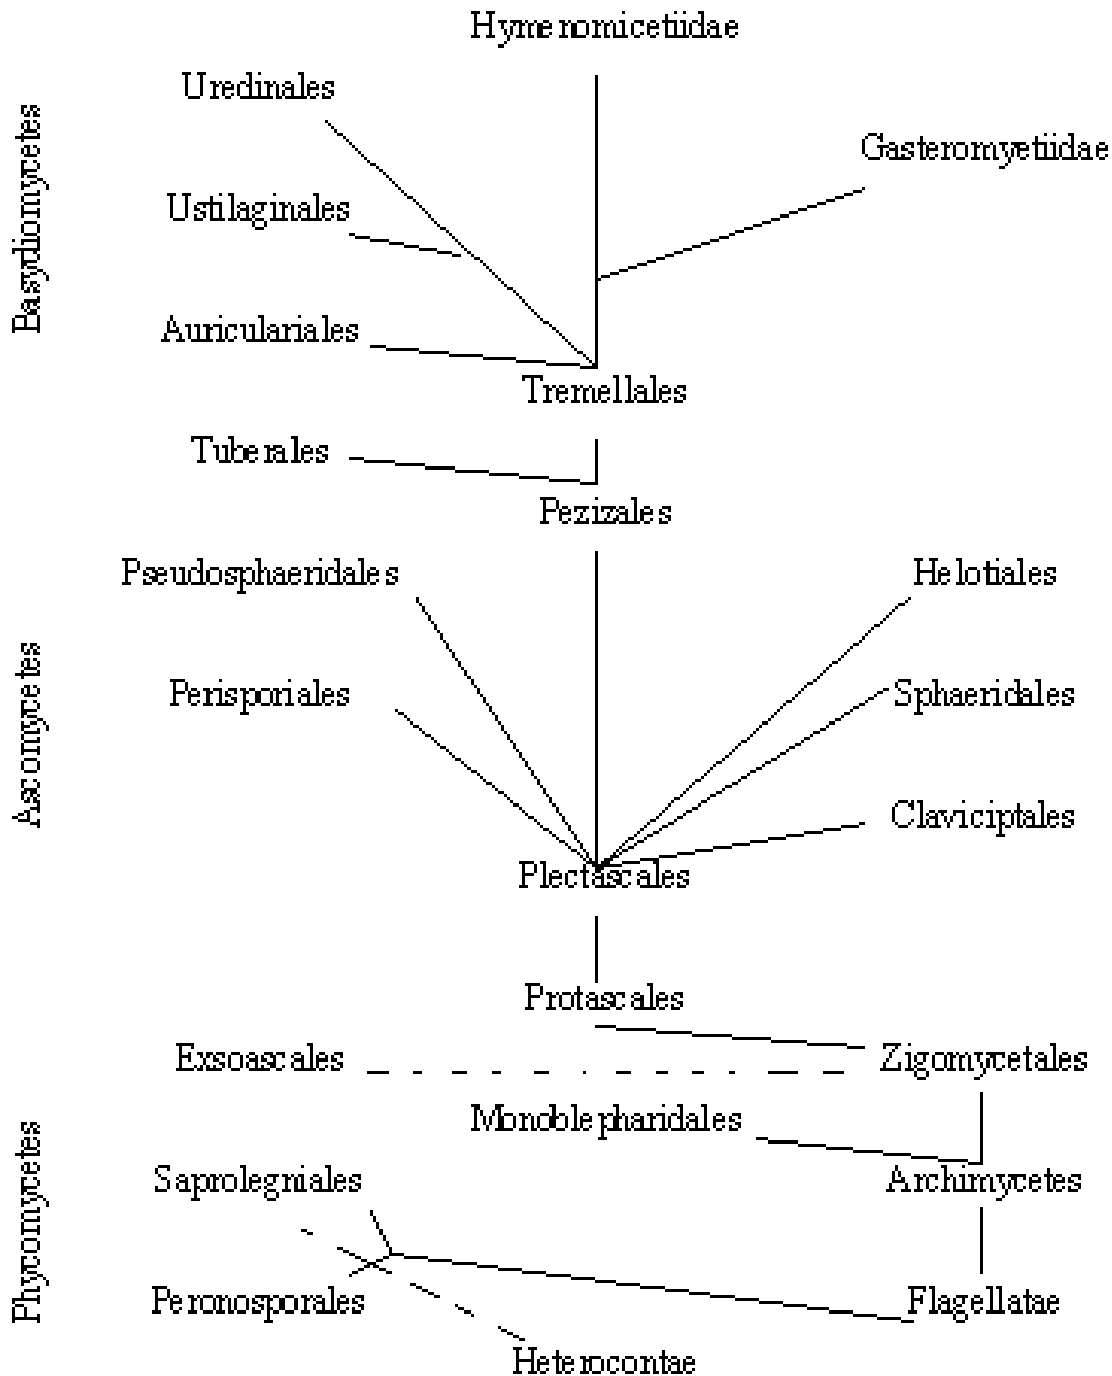 Hymenomicetiidae
Uredinales
Gasteromyetiidae
Basydiomycetes
Ustilaginales
Auriculariales
Tremellales
Tuberales
Pezizales
Pseudosphaeridales
Helotiales
Ascomycetes
Perisporiales
Sphaeridales
Claviciptales
Plectascales
Protascales
Exsoascales
Zigomycetales
Monoblepharidales
Phycomycetes
Saprolegniales
Archimycetes
Peronosporales
Flagellatae
Heterocontae